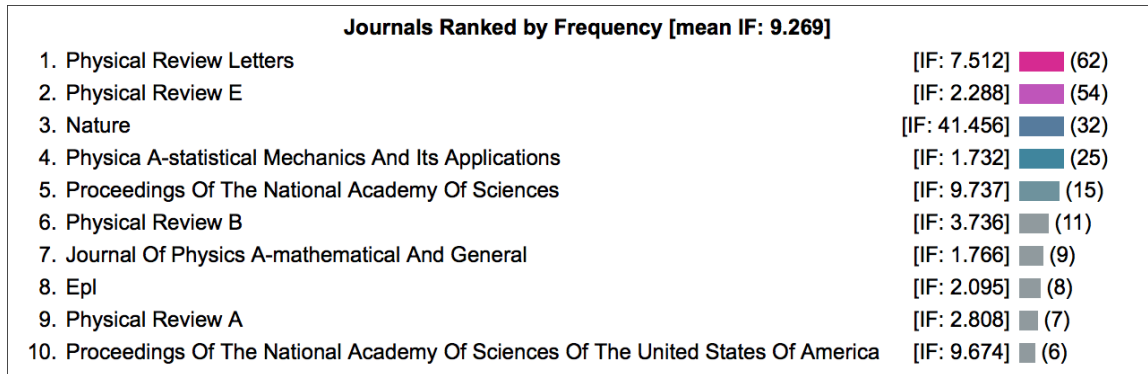 Journals Ranked by Frequency [mean IF: 9.269]
1. Physical Review Letters [IF: 7.512] (62)
2. Physical Review E [IF: 2.288] (54)
3. Nature [IF: 41.456] (32)
4. Physica A-statistical Mechanics And Its Applications [IF: 1.732] (25)
5. Proceedings Of The National Academy Of Sciences [IF: 9.737] (15)
6. Physical Review B [IF: 3.736] (11)
7. Journal Of Physics A-mathematical And General [IF: 1.766] (9)
8. Epl [IF: 2.095] (8)
9. Physical Review A [IF: 2.808] (7)
10. Proceedings Of The National Academy Of Sciences Of The United States Of America [IF: 9.674] (6)